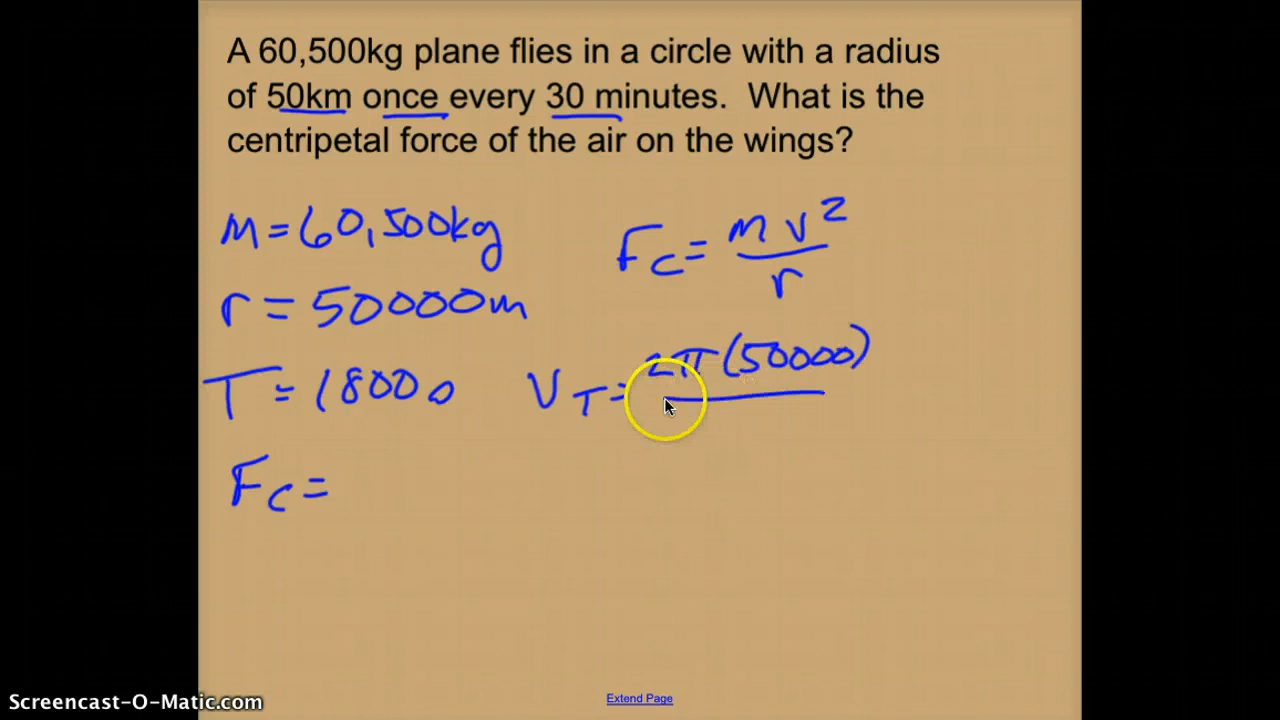 A 60,500kg plane flies in a circle with a radius
of 50km once every 30 minutes. What is the
centripetal force of the air on the wings?
m = 60,500kg
Fc = mv²
r
r = 50000m
T = 1800s
VT = 2π(50000)
Fc =
Extend Page
Screencast-O-Matic.com